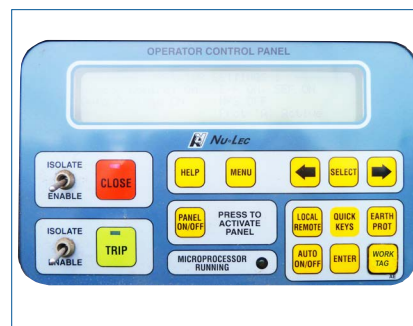 OPERATOR CONTROL PANEL
NU-LEC
ISOLATE
ENABLE
CLOSE
HELP
MENU
SELECT
ISOLATE
ENABLE
TRIP
PANEL
ON/OFF
PRESS TO
ACTIVATE
PANEL
MICROPROCESSOR
RUNNING
LOCAL
REMOTE
QUICK
KEYS
EARTH
PROT
AUTO
ON/OFF
ENTER
WORK
TAG